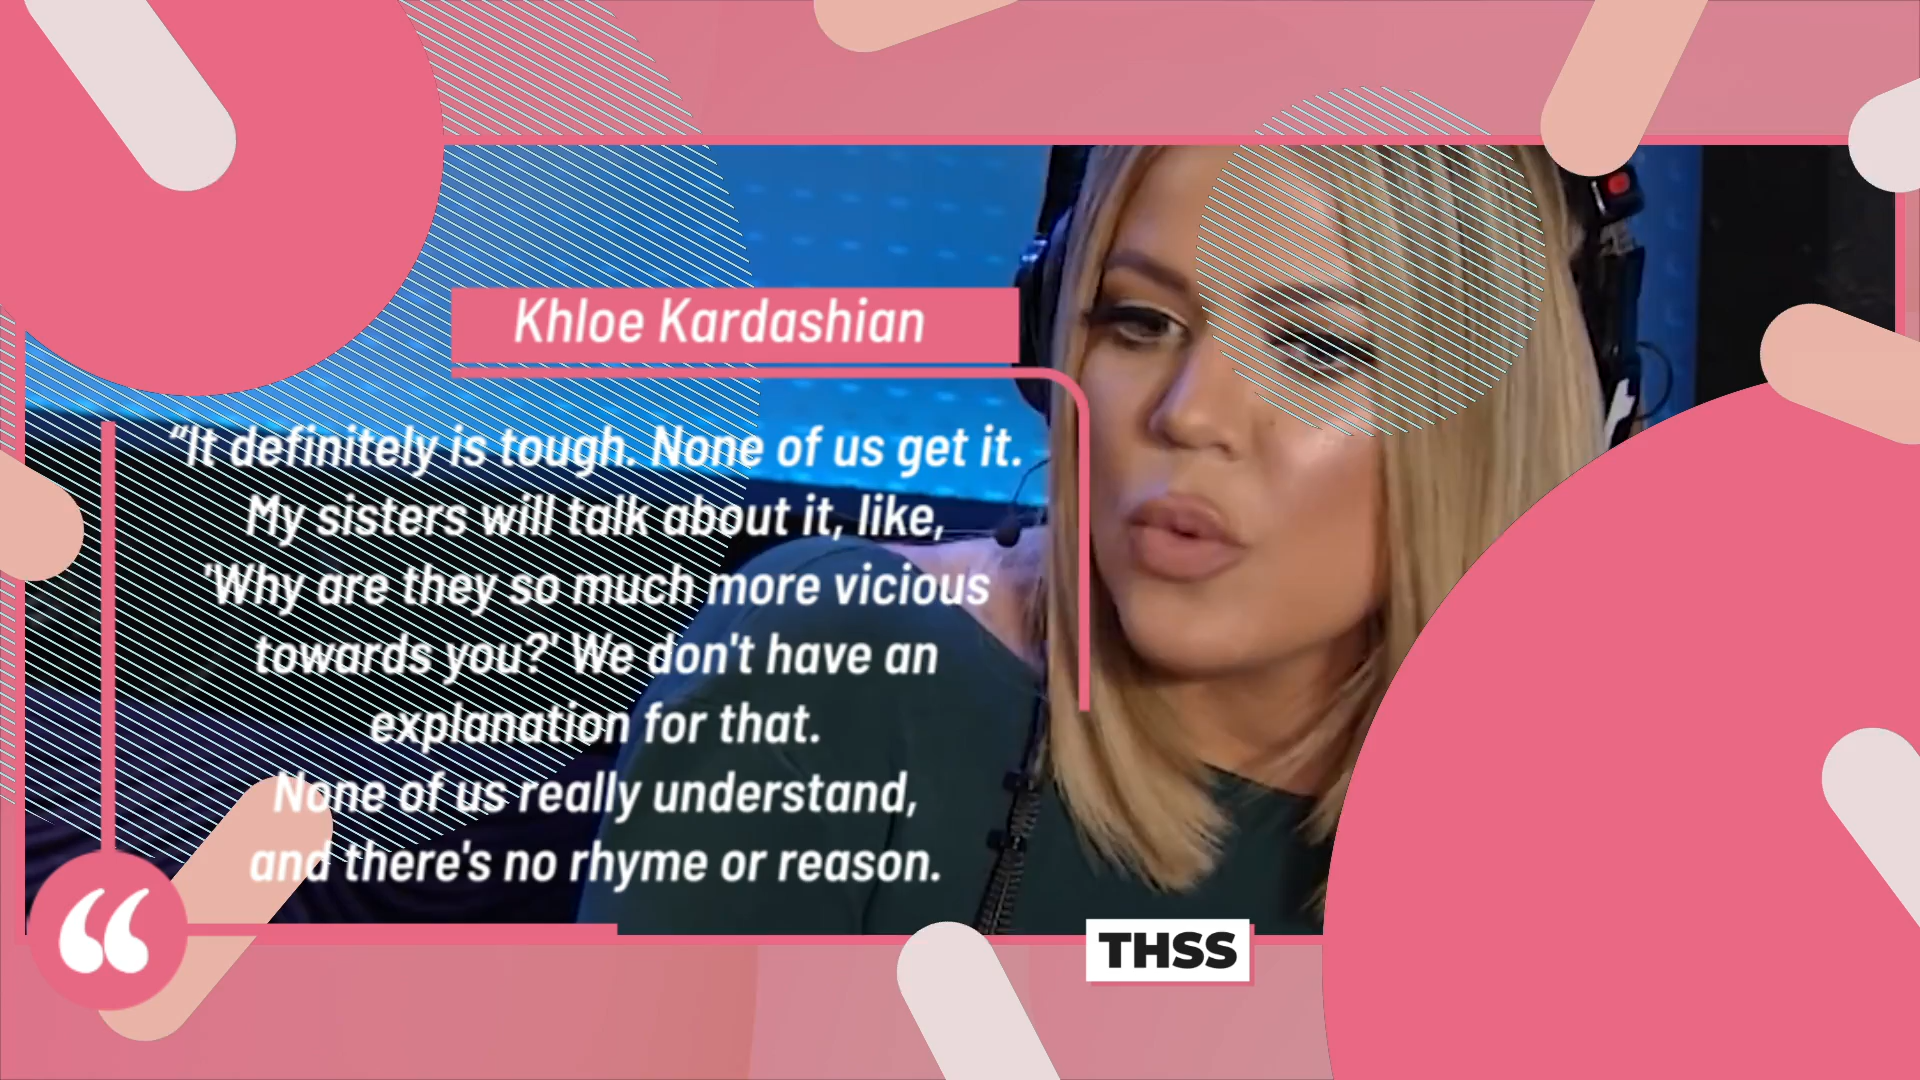 Khloe Kardashian
“It definitely is tough. None of us get it.
My sisters will talk about it, like,
'Why are they so much more vicious
towards you?' We don't have an
explanation for that.
None of us really understand,
and there's no rhyme or reason.
THSS